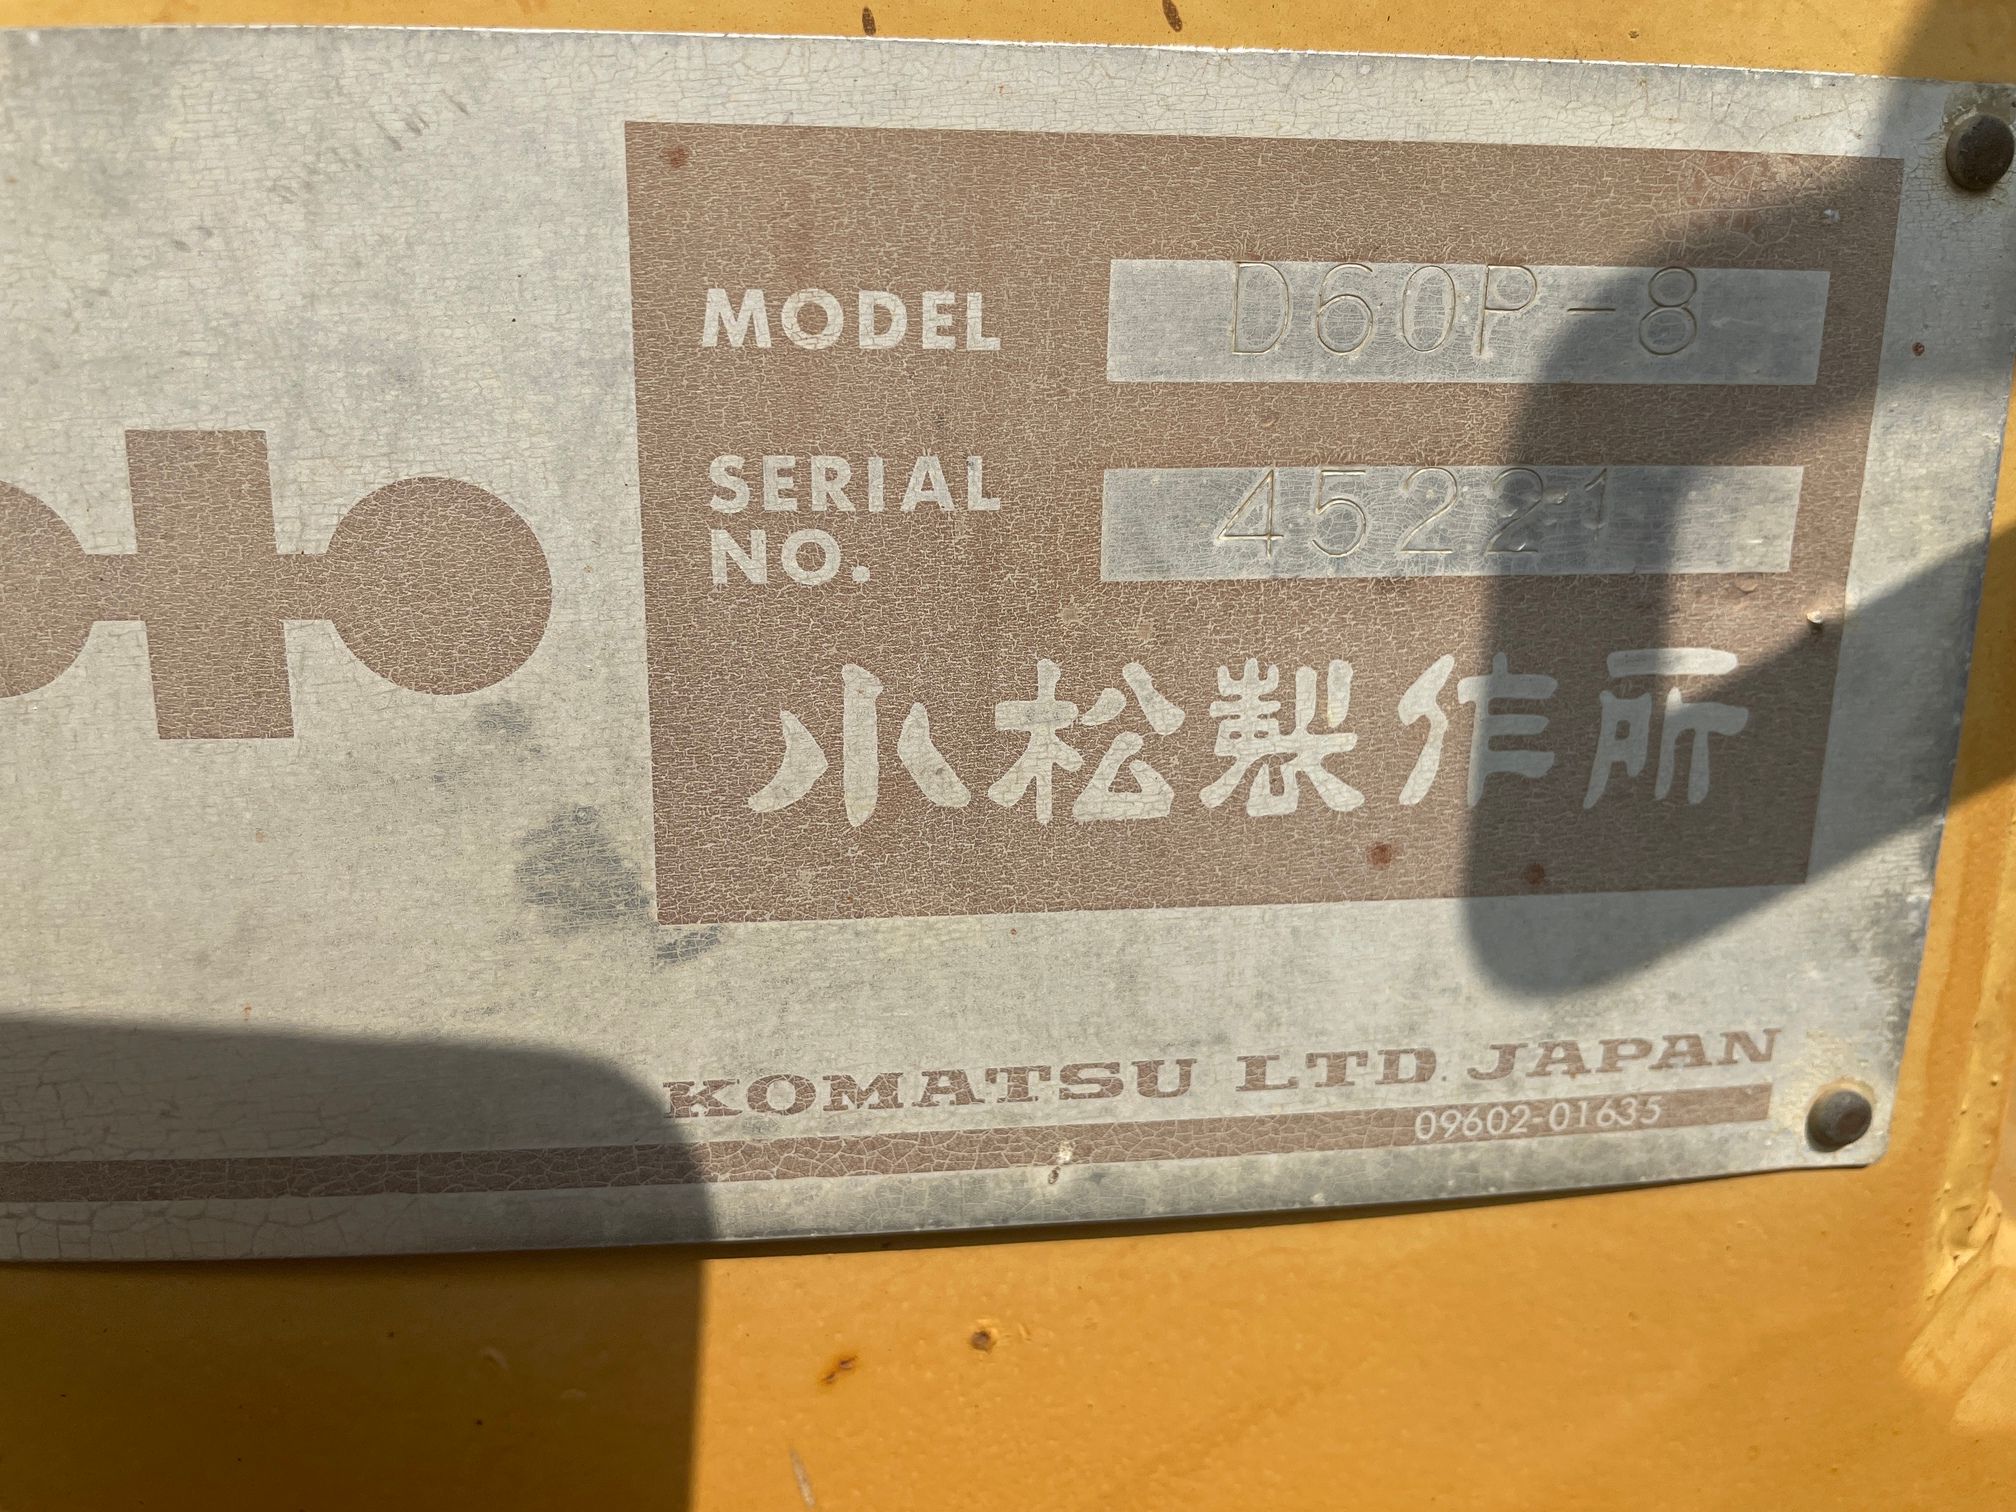 MODEL D60P-8
SERIAL NO. 45221
小松製作所
KOMATSU LTD JAPAN
09602-01635